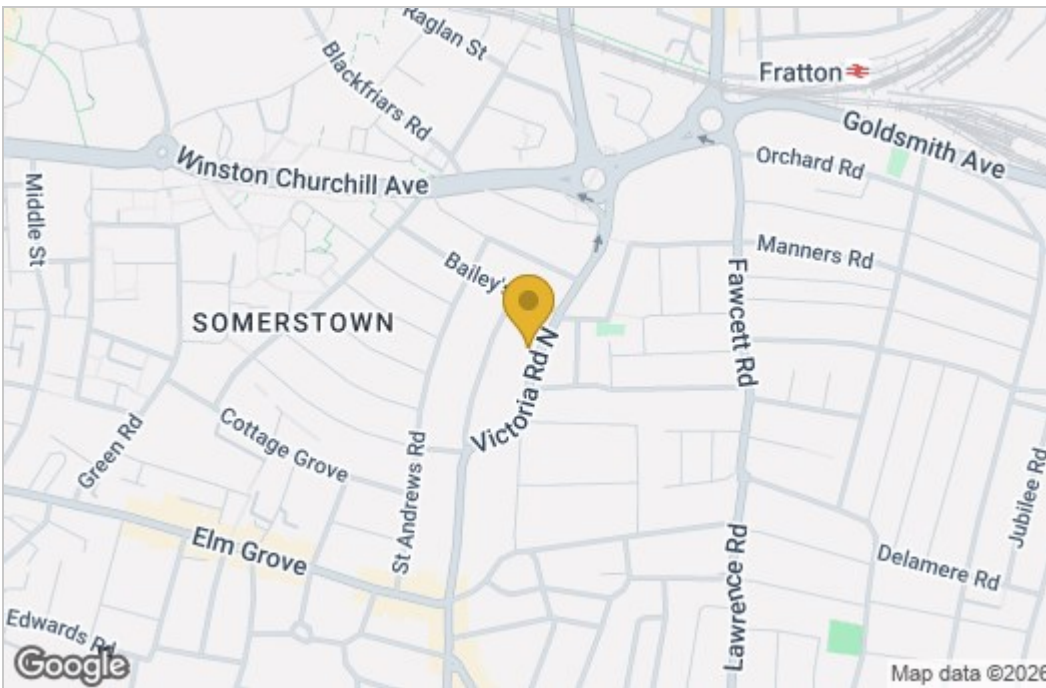 Raglan St
Blackfriars Rd
Fratton
Goldsmith Ave
Winston Churchill Ave
Orchard Rd
Middle St
Manners Rd
Bailey's
SOMERSTOWN
Fawcett Rd
Victoria Rd N
Cottage Grove
Green Rd
St Andrews Rd
Jubilee Rd
Elm Grove
Lawrence Rd
Delamere Rd
Edwards Rd
Google
Map data ©2026